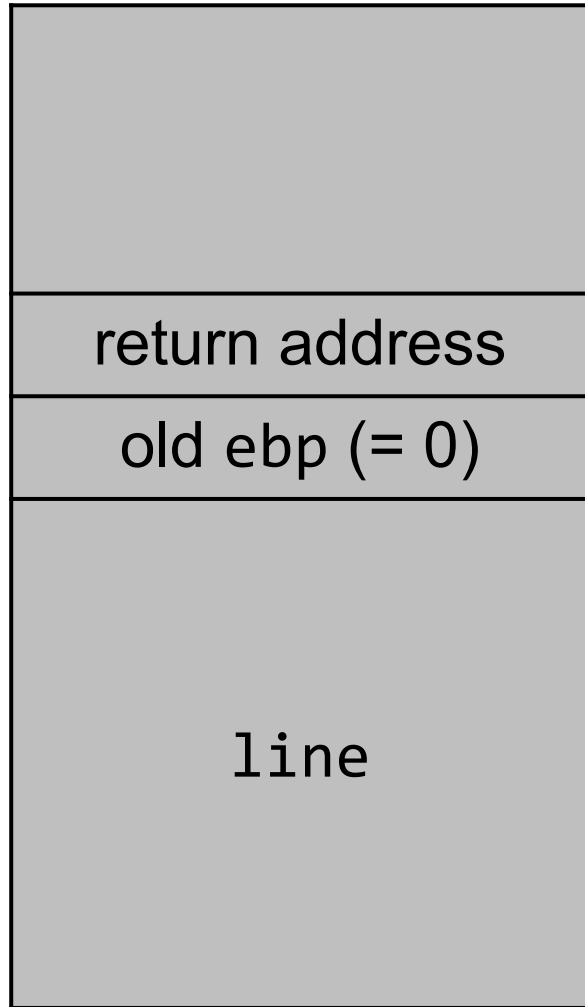 return address
old ebp (= 0)
line